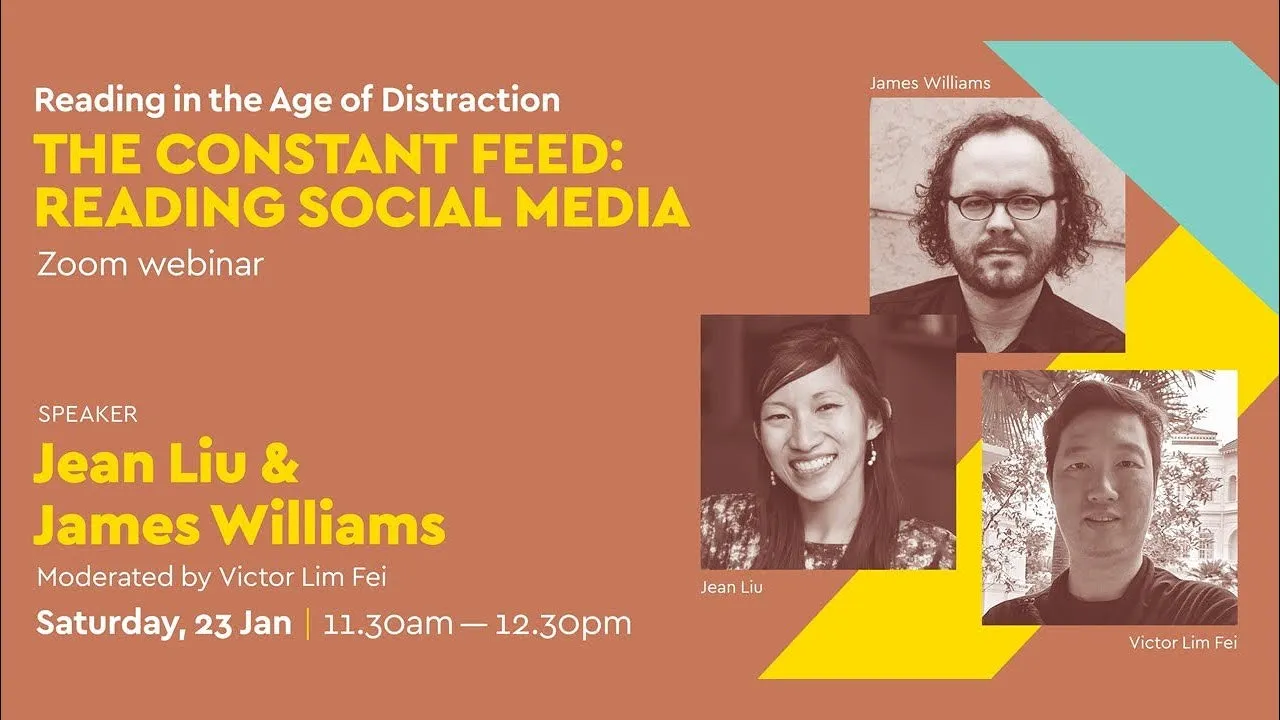 Reading in the Age of Distraction
THE CONSTANT FEED:
READING SOCIAL MEDIA
Zoom webinar
SPEAKER
Jean Liu &
James Williams
Moderated by Victor Lim Fei
Saturday, 23 Jan | 11.30am — 12.30pm
James Williams
Jean Liu
Victor Lim Fei